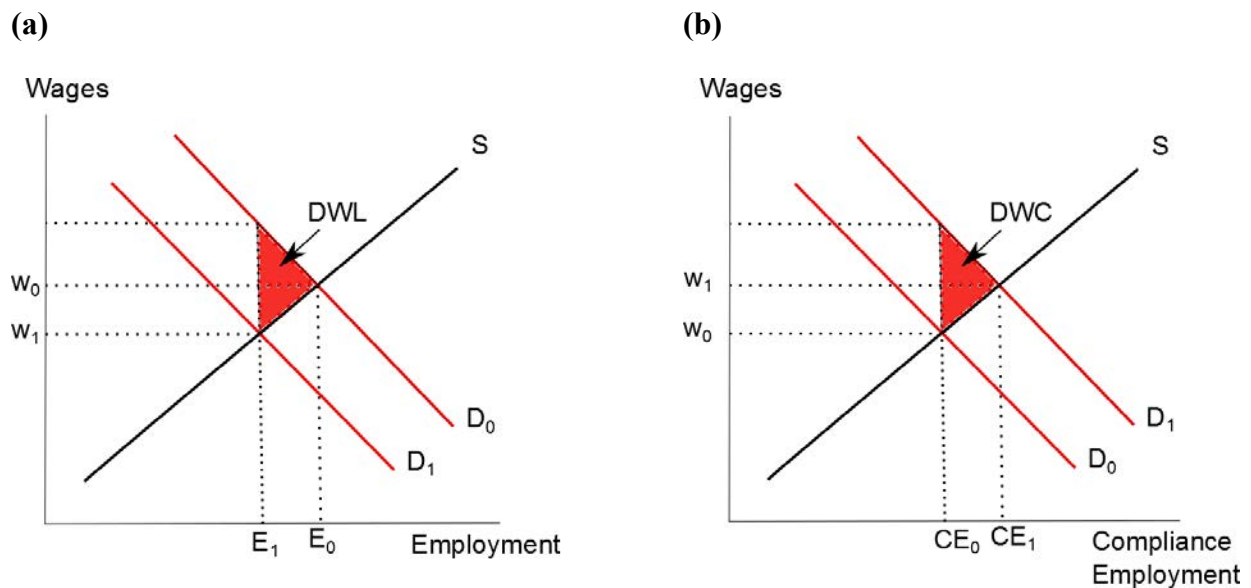 (a)
Wages
S
DWL
w0
w1
D0
D1
E1
E0
Employment
(b)
Wages
S
DWC
w1
w0
D1
D0
CE0
CE1
Compliance
Employment